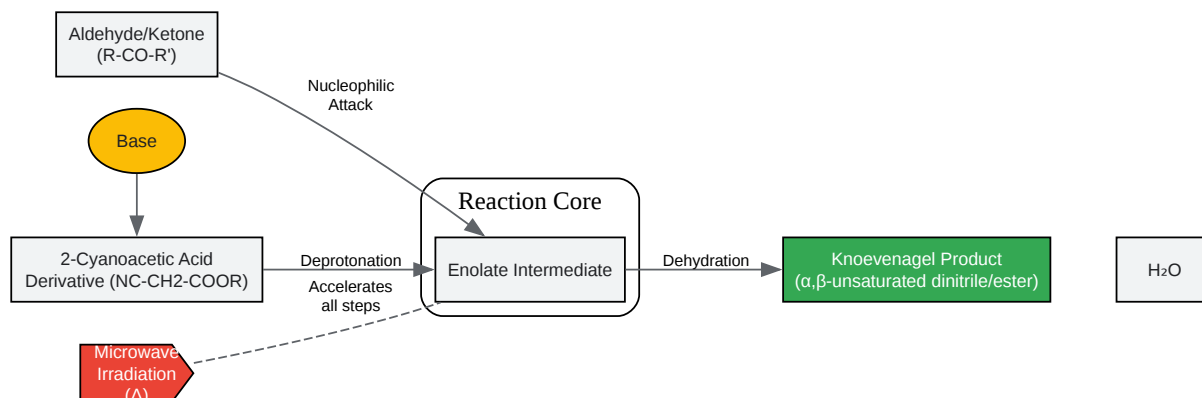 Aldehyde/Ketone
(R-CO-R')
Nucleophilic
Attack
Base
Reaction Core
2-Cyanoacetic Acid
Derivative (NC-CH2-COOR)
Deprotonation
Enolate Intermediate
Dehydration
Knoevenagel Product
(α,β-unsaturated dinitrile/ester)
H₂O
Accelerates
all steps
Microwave
Irradiation
(Δ)